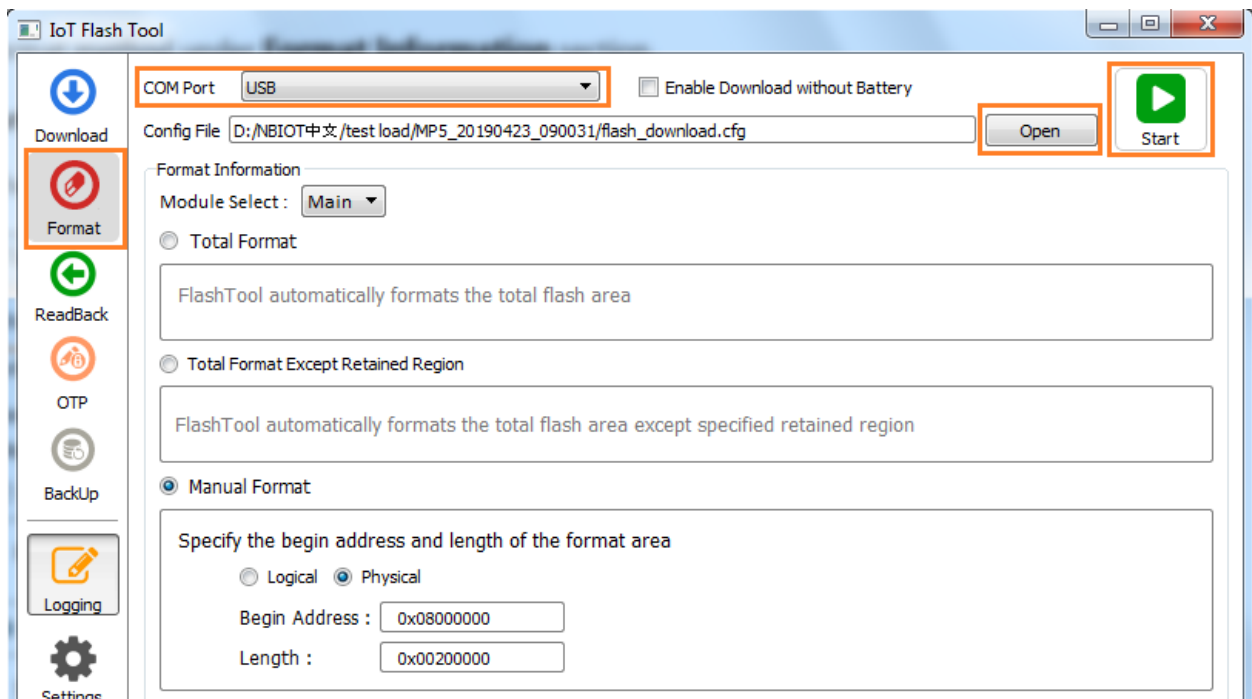 IoT Flash Tool
COM Port USB Enable Download without Battery
Config File D:/NBIOT中文/test load/MP5_20190423_090031/flash_download.cfg Open
Start
Download
Format
ReadBack
OTP
BackUp
Logging
Settings
Format Information
Module Select : Main
Total Format
FlashTool automatically formats the total flash area
Total Format Except Retained Region
FlashTool automatically formats the total flash area except specified retained region
Manual Format
Specify the begin address and length of the format area
Logical Physical
Begin Address : 0x08000000
Length : 0x00200000